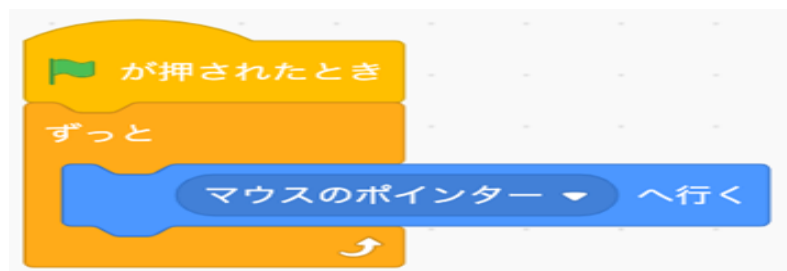 が押されたとき
ずっと
マウスのポインター へ行く